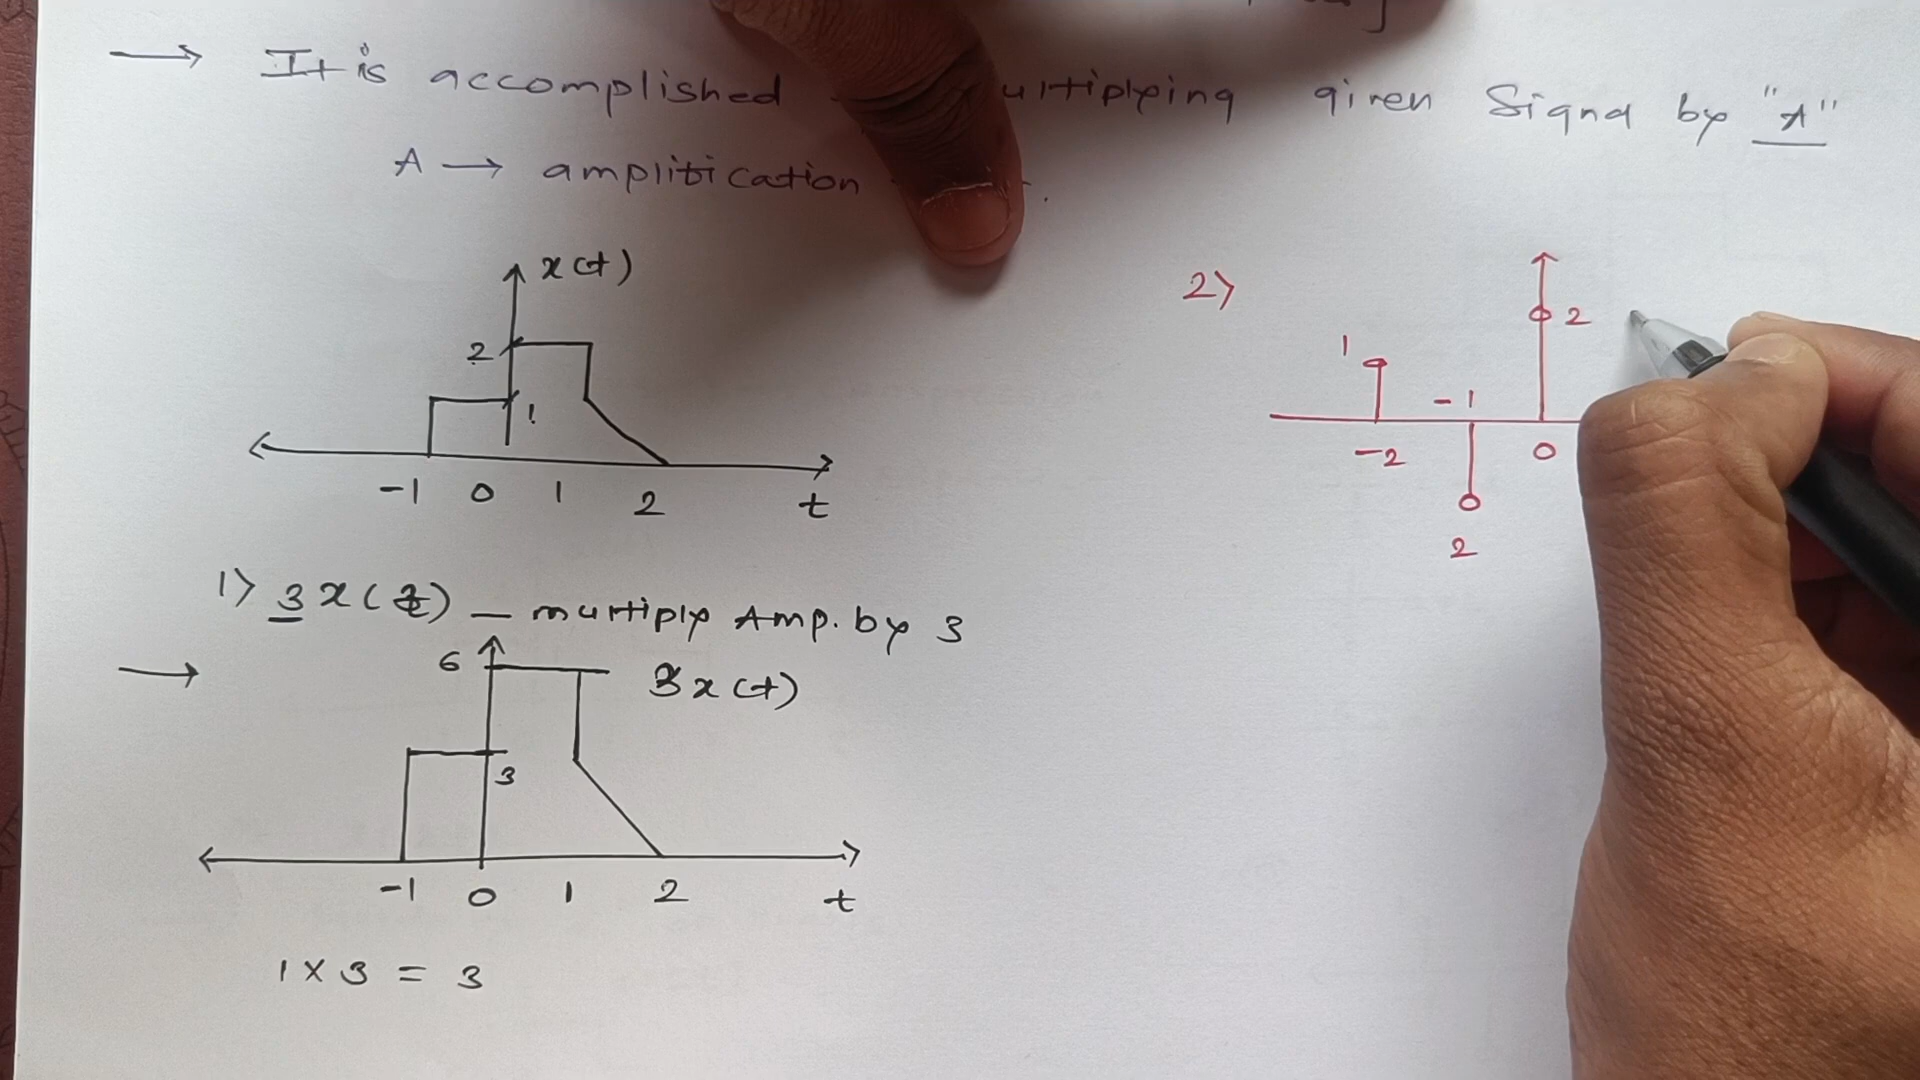 → It is accomplished ultiplying given Signal by "A"
A → amplification
x(t)
2
1
-1 0 1 2 t
1) 3x(t) — multiply Amp. by 3
→ 6 3x(t)
3
-1 0 1 2 t
1 × 3 = 3
2)
2
1
-1
-2 0
2